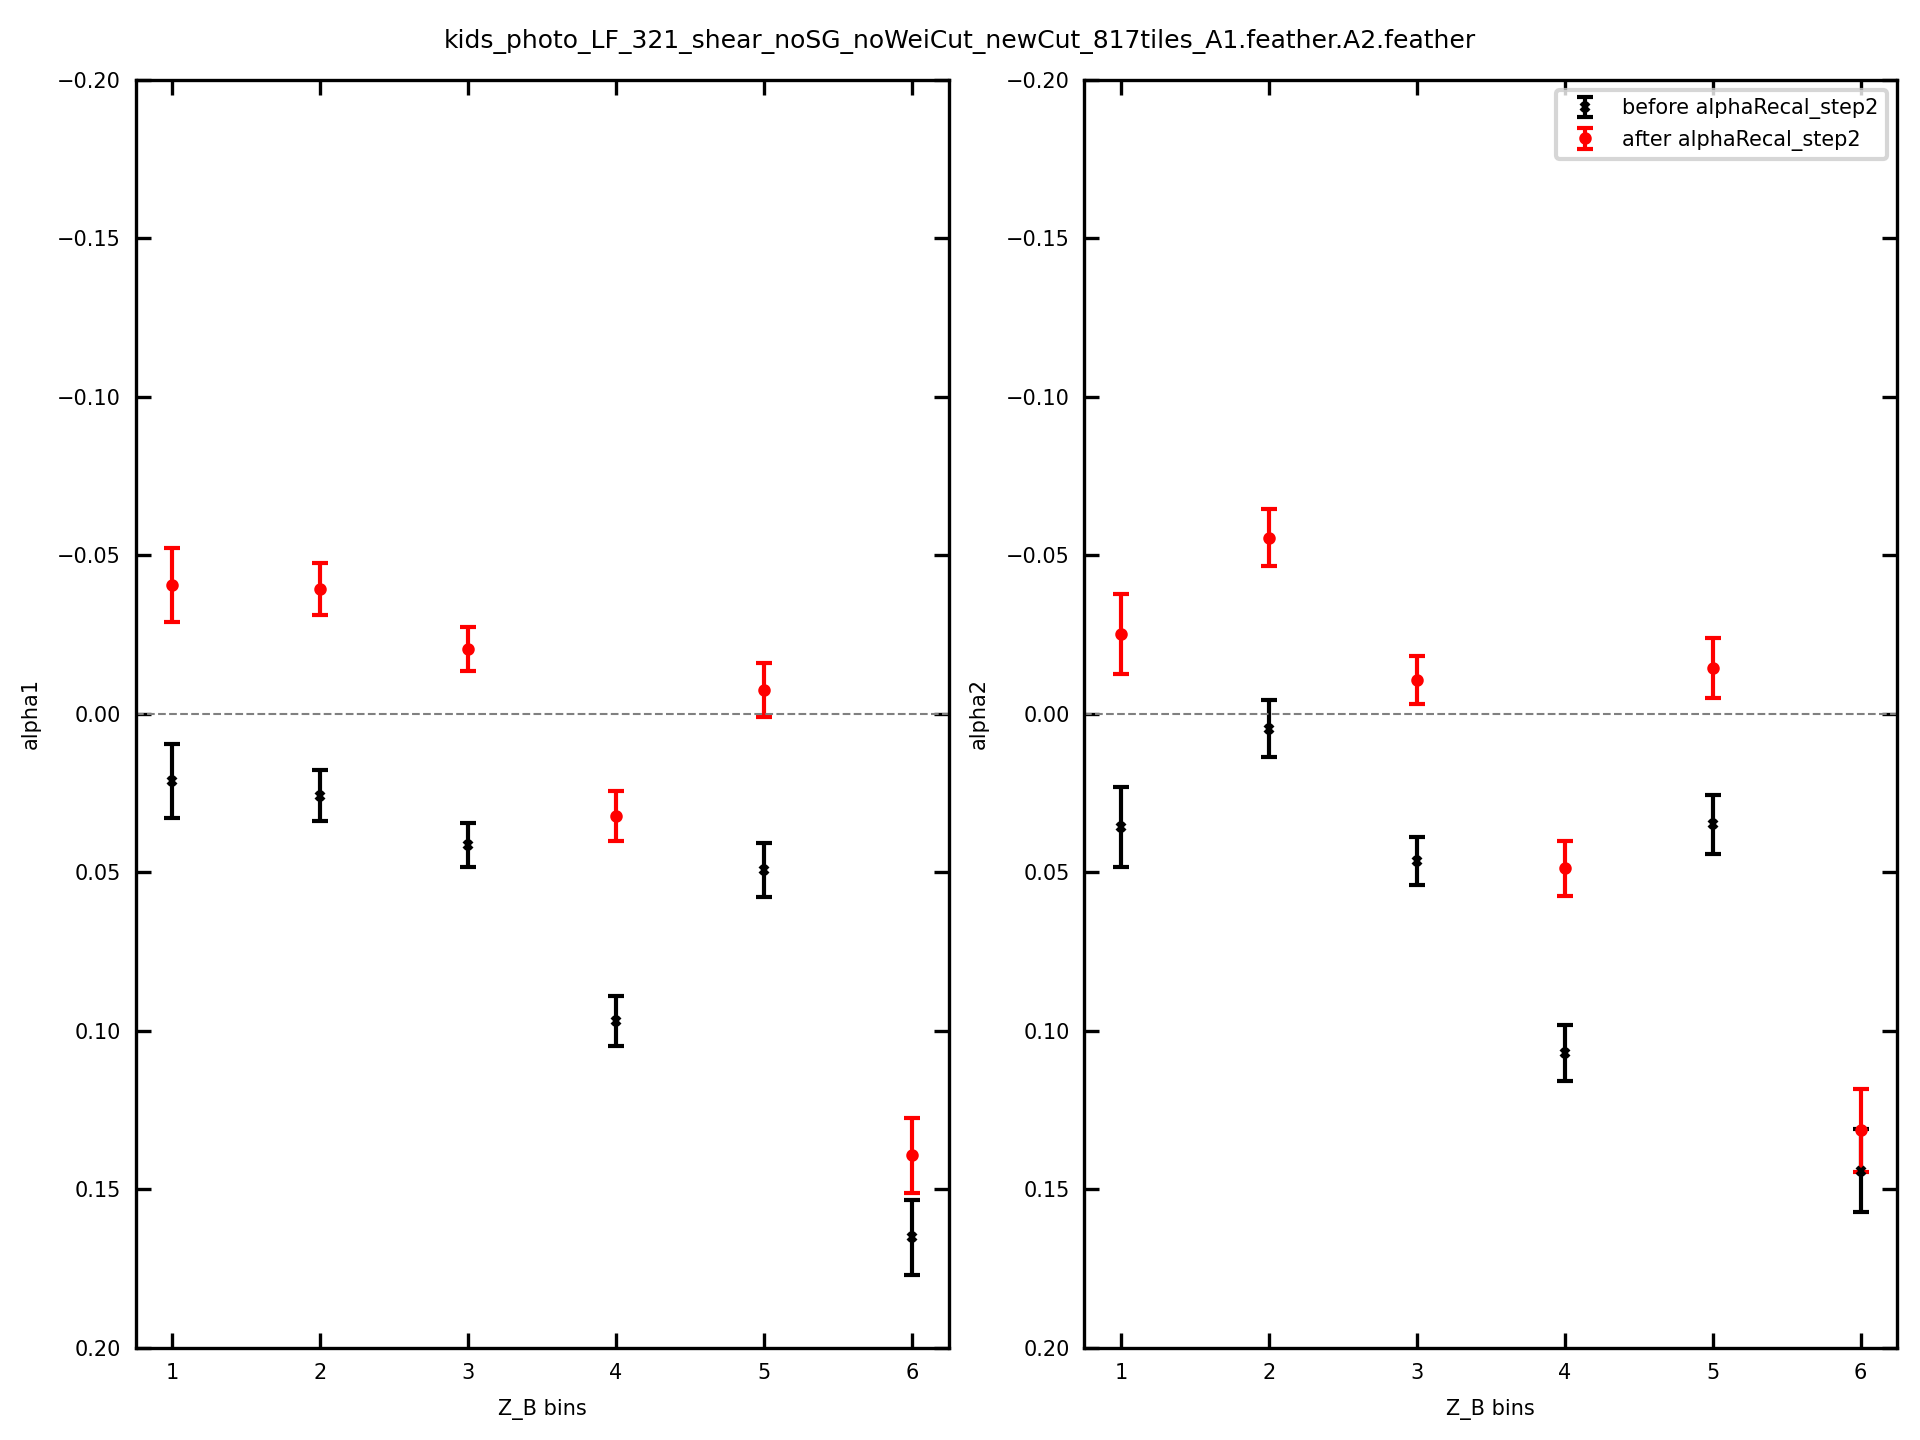 kids_photo_LF_321_shear_noSG_noWeiCut_newCut_817tiles_A1.feather.A2.feather
−0.20
−0.15
−0.10
−0.05
0.00
0.05
0.10
0.15
0.20
alpha1
1 2 3 4 5 6
Z_B bins
−0.20
−0.15
−0.10
−0.05
0.00
0.05
0.10
0.15
0.20
alpha2
before alphaRecal_step2
after alphaRecal_step2
1 2 3 4 5 6
Z_B bins